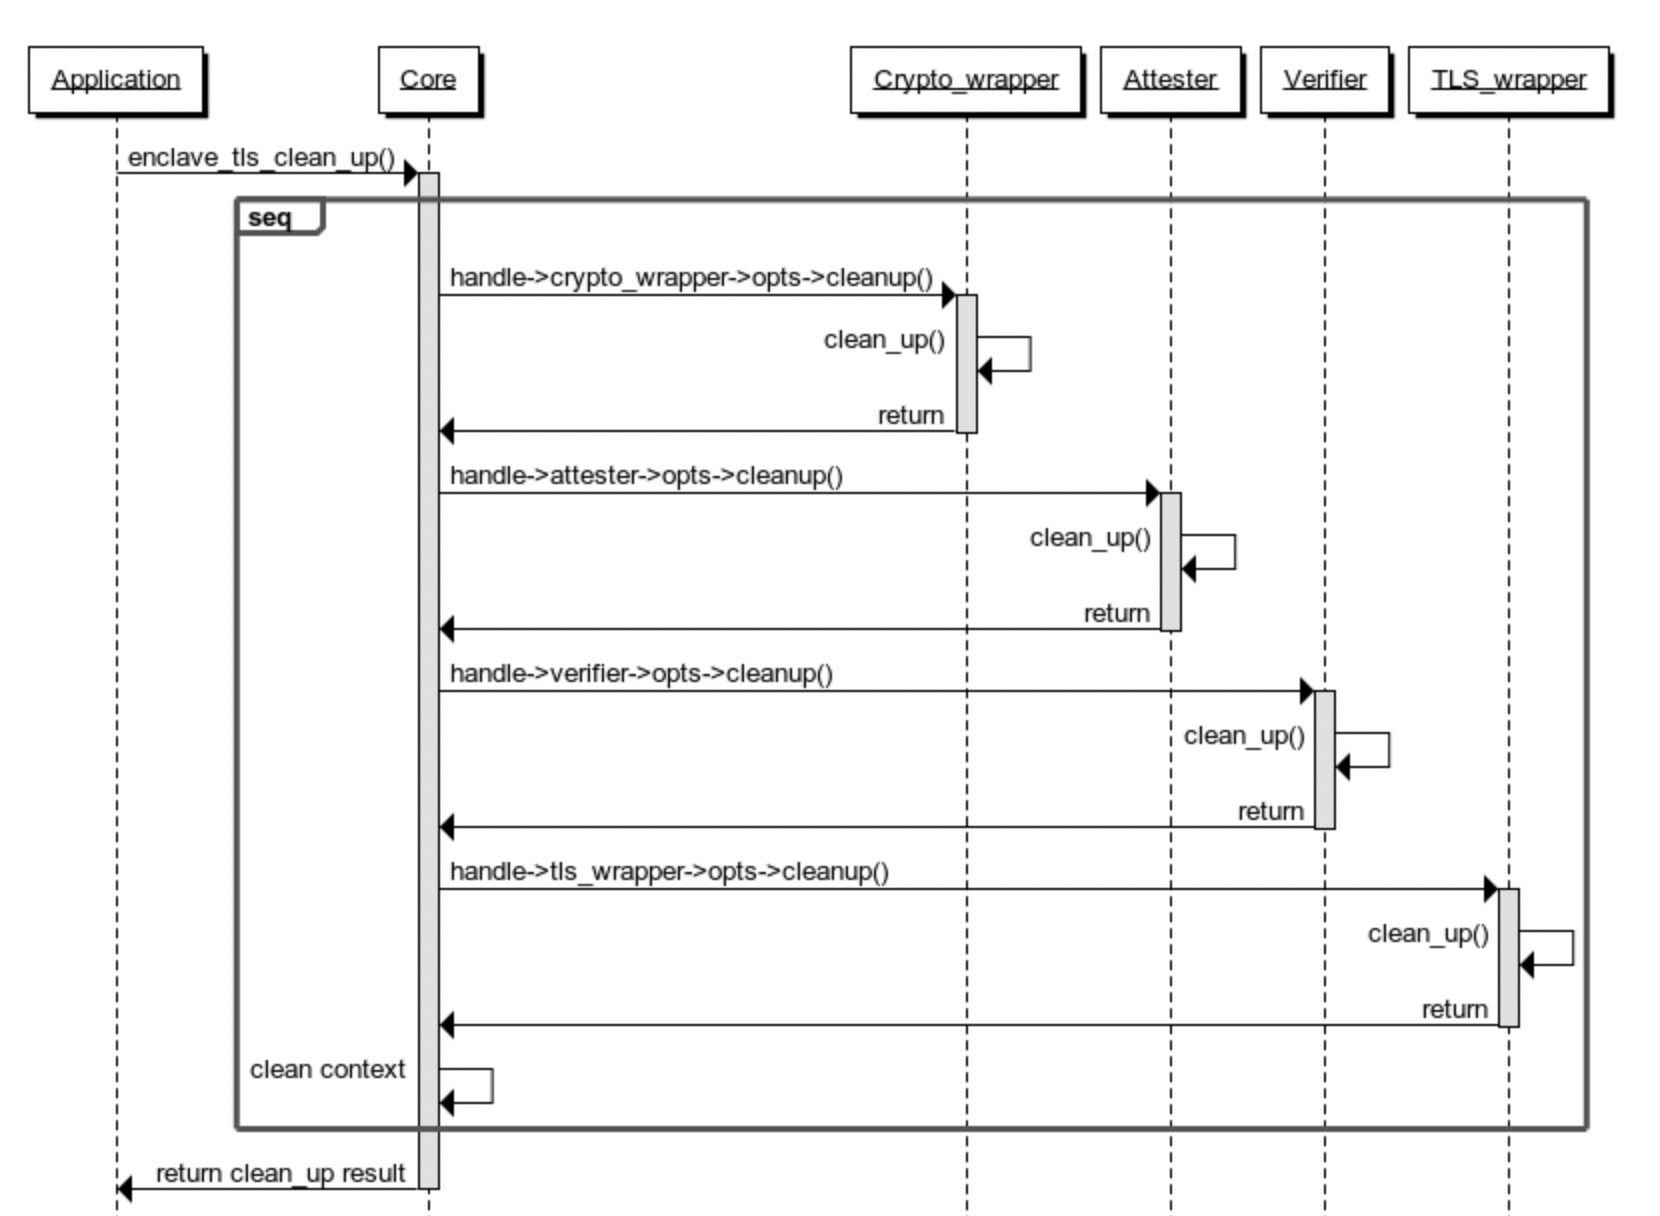 Application Core Crypto_wrapper Attester Verifier TLS_wrapper
enclave_tls_clean_up()
seq
handle->crypto_wrapper->opts->cleanup()
clean_up()
return
handle->attester->opts->cleanup()
clean_up()
return
handle->verifier->opts->cleanup()
clean_up()
return
handle->tls_wrapper->opts->cleanup()
clean_up()
return
clean context
return clean_up result